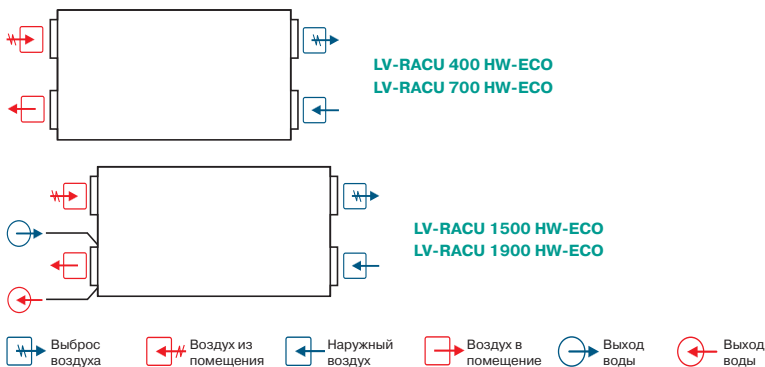 LV-RACU 400 HW-ECO
LV-RACU 700 HW-ECO
LV-RACU 1500 HW-ECO
LV-RACU 1900 HW-ECO
Выброс
воздуха
Воздух из
помещения
Наружный
воздух
Воздух в
помещение
Выход
воды
Выход
воды